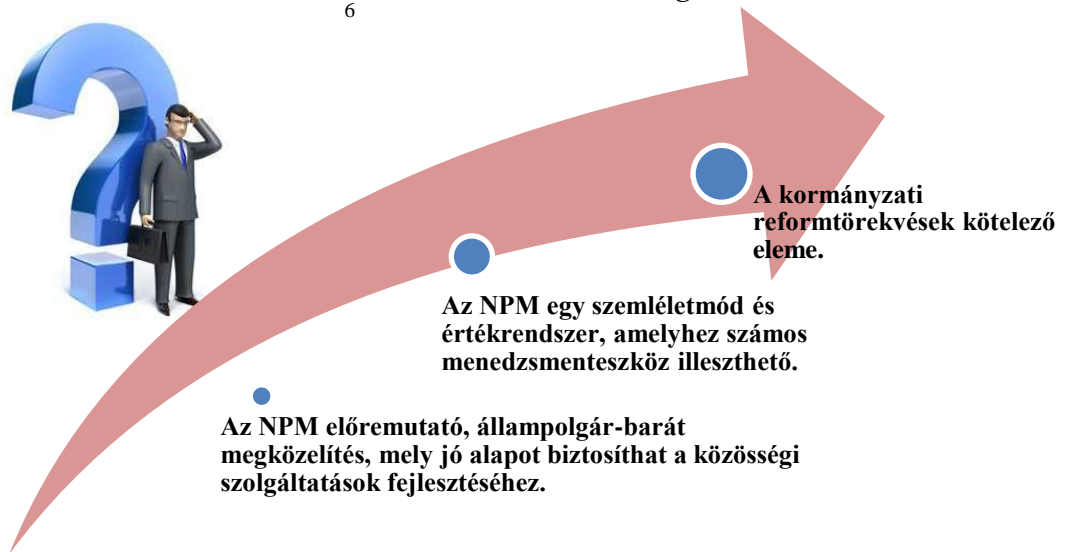 6
A kormányzati
reformtörekvések kötelező
eleme.
Az NPM egy szemléletmód és
értékrendszer, amelyhez számos
menedzsmenteszköz illeszthető.
Az NPM előremutató, állampolgár-barát
megközelítés, mely jó alapot biztosíthat a közösségi
szolgáltatások fejlesztéséhez.